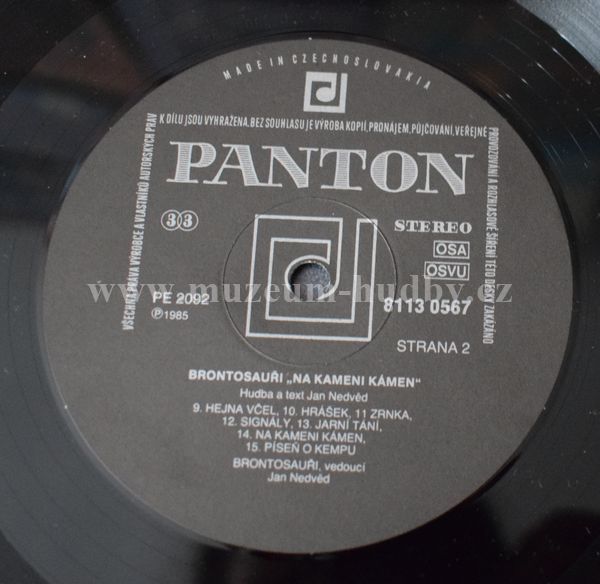 MADE IN CZECHOSLOVAKIA
VŠECHNA PRÁVA VÝROBCE A VLASTNÍKŮ AUTORSKÝCH PRÁV
K DÍLU JSOU VYHRAŽENA. BEZ SOUHLASU JE VÝROBA KOPIÍ, PRONÁJEM, PŮJČOVÁNÍ, VEŘEJNÉ
PROVOZOVÁNÍ A ROZHLASOVÉ ŠÍŘENÍ TÉTO DESKY ZAKÁZÁNO
PANTON
33
STEREO
OSA
OSVU
www.muzeum-hudby.cz
PE 2092
Ⓟ1985
8113 0567
STRANA 2
BRONTOSAUŘI „NA KAMENI KÁMEN“
Hudba a text Jan Nedvěd
9. HEJNA VČEL, 10. HRÁŠEK, 11 ZRNKA,
12. SIGNÁLY, 13. JARNÍ TÁNÍ,
14. NA KAMENI KÁMEN,
15. PÍSEŇ O KEMPU
BRONTOSAUŘI, vedoucí
Jan Nedvěd